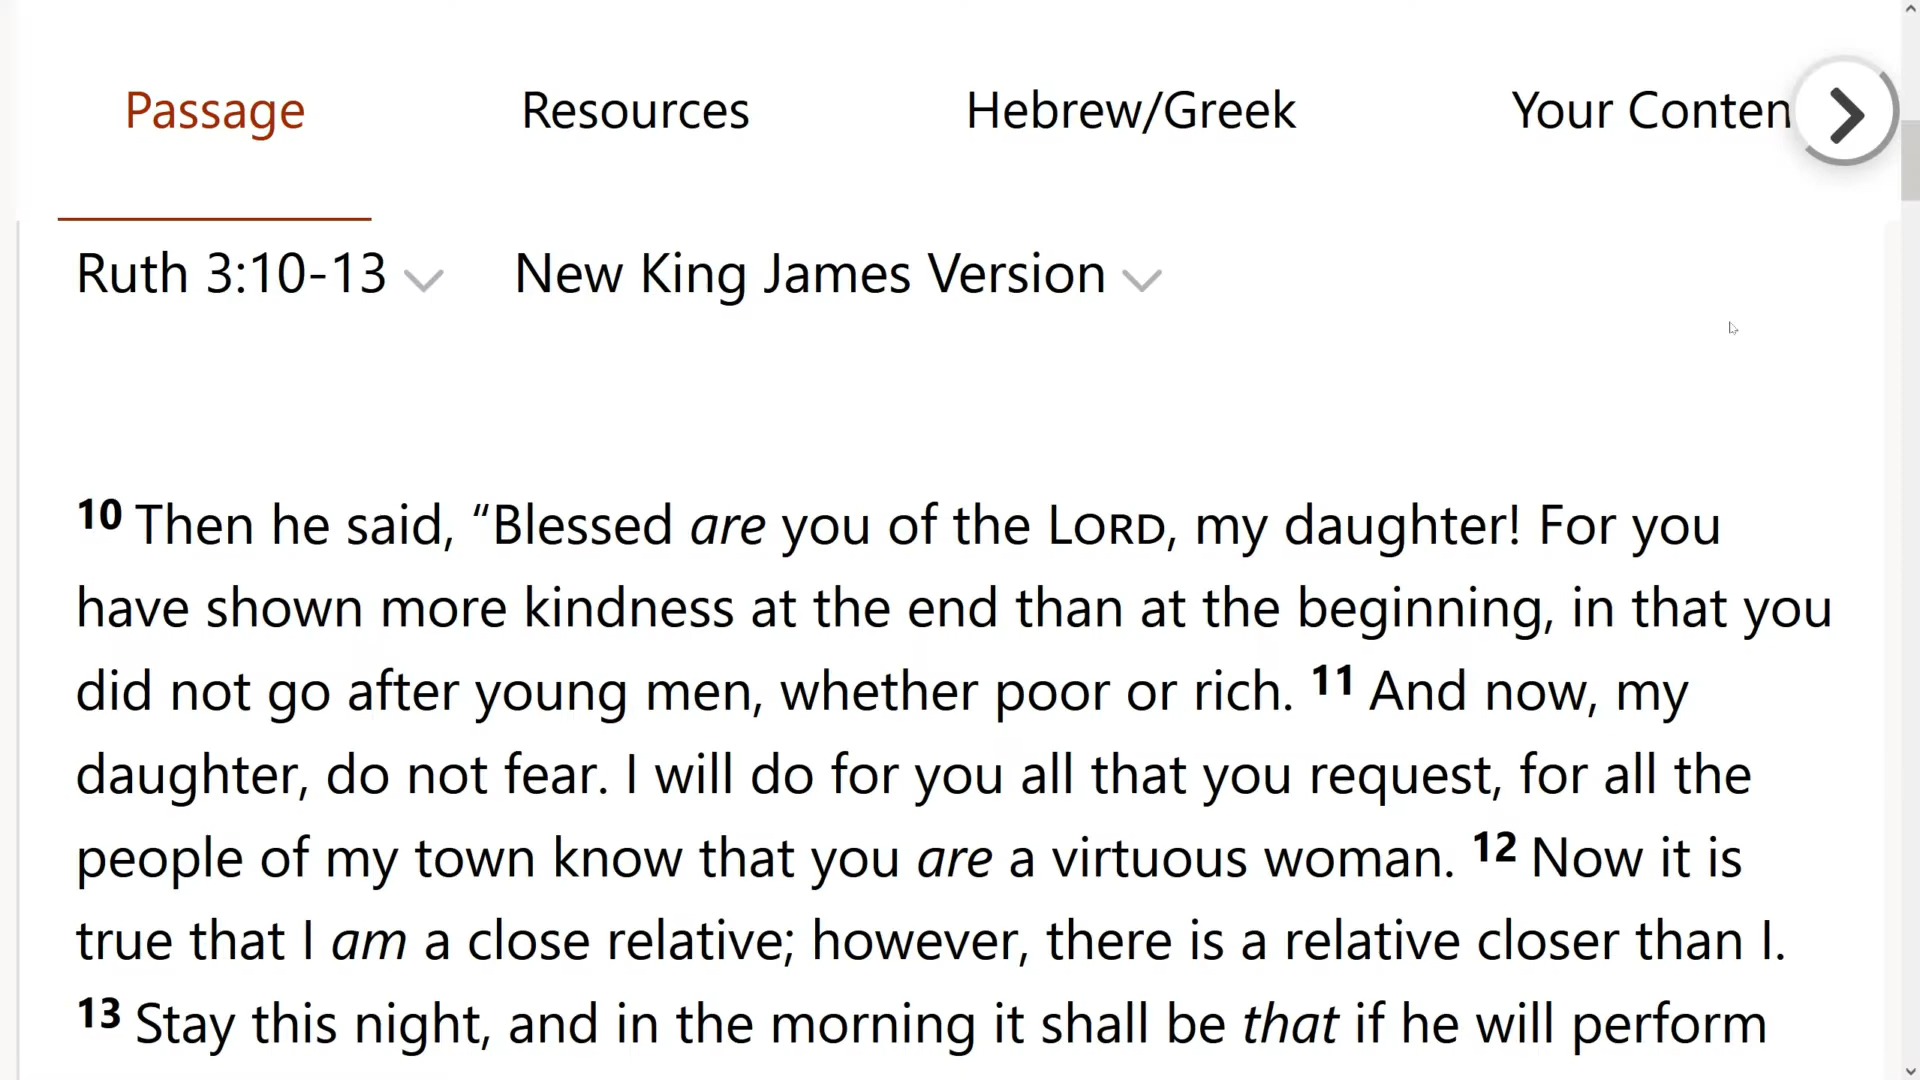 Passage Resources Hebrew/Greek Your Conten
Ruth 3:10-13 New King James Version
10 Then he said, “Blessed are you of the LORD, my daughter! For you
have shown more kindness at the end than at the beginning, in that you
did not go after young men, whether poor or rich. 11 And now, my
daughter, do not fear. I will do for you all that you request, for all the
people of my town know that you are a virtuous woman. 12 Now it is
true that I am a close relative; however, there is a relative closer than I.
13 Stay this night, and in the morning it shall be that if he will perform